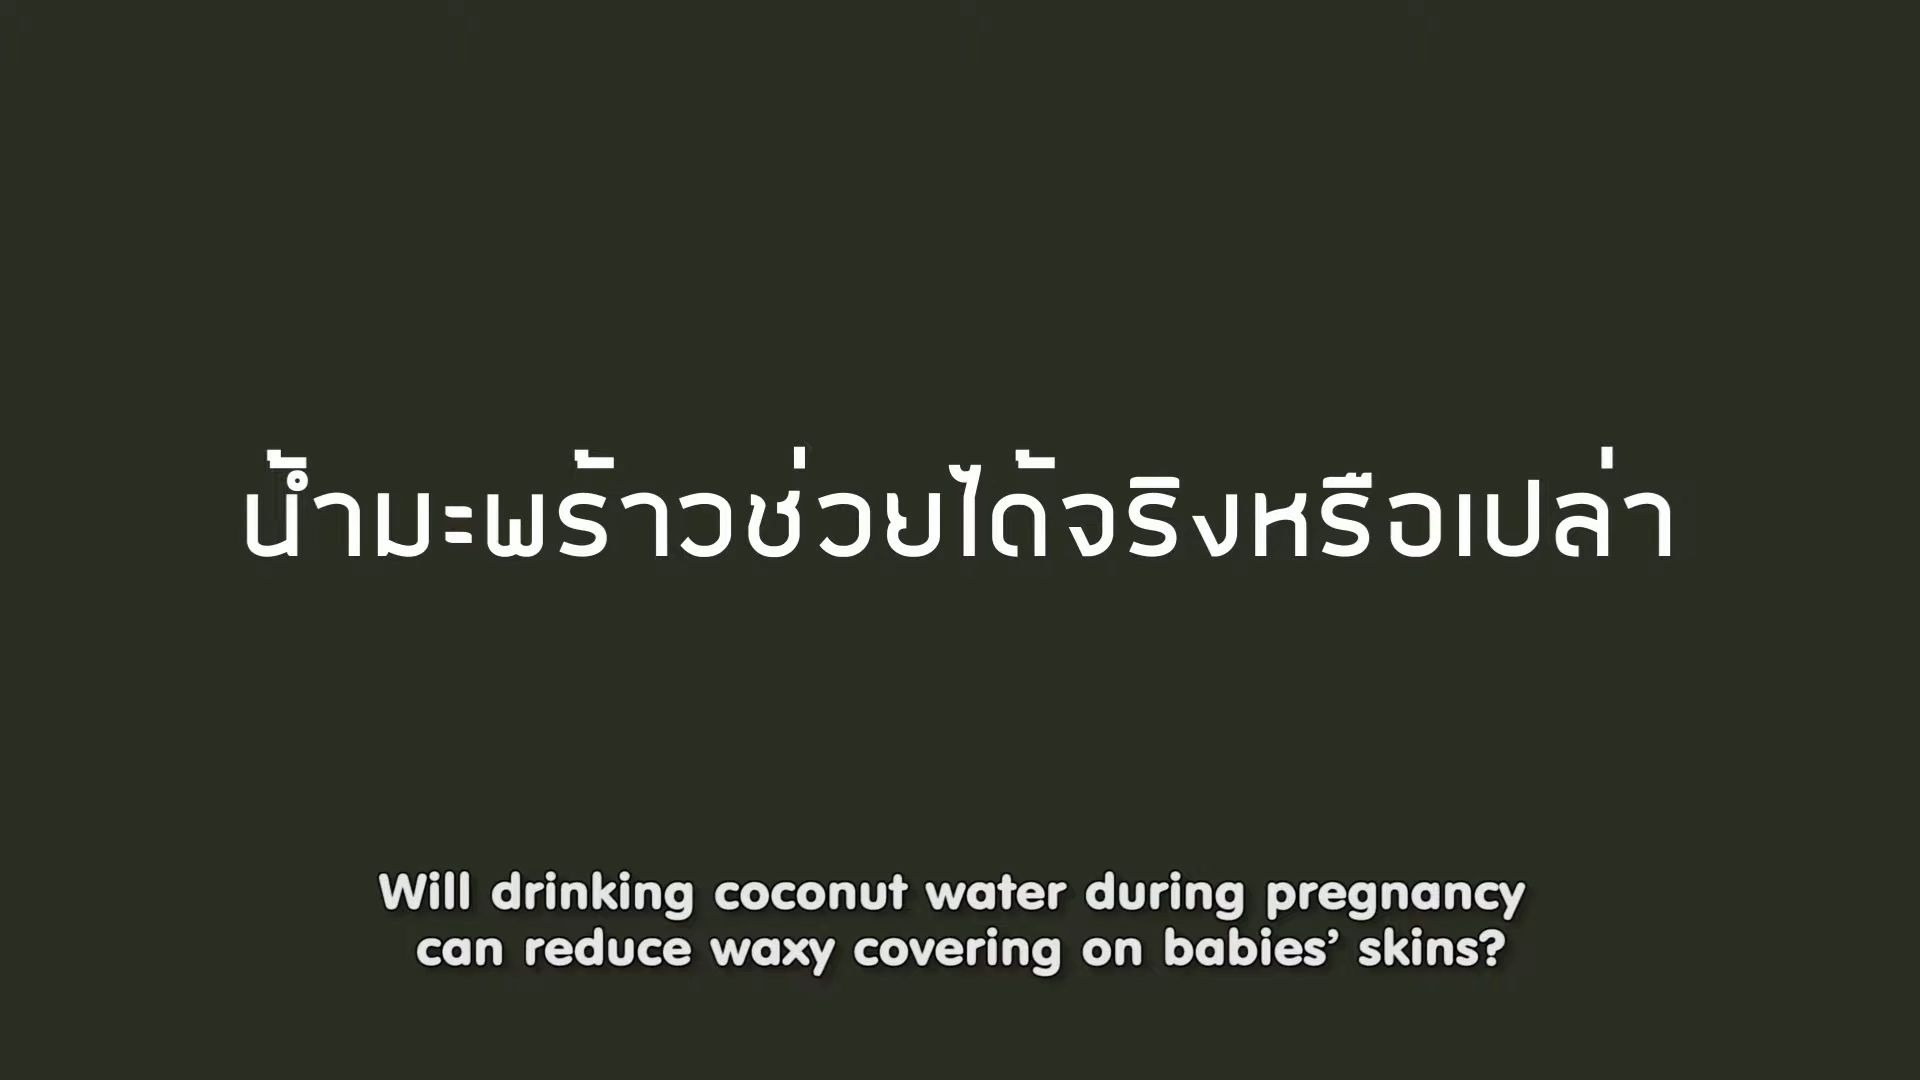 น้ำมะพร้าวช่วยได้จริงหรือเปล่า
Will drinking coconut water during pregnancy
can reduce waxy covering on babies’ skins?